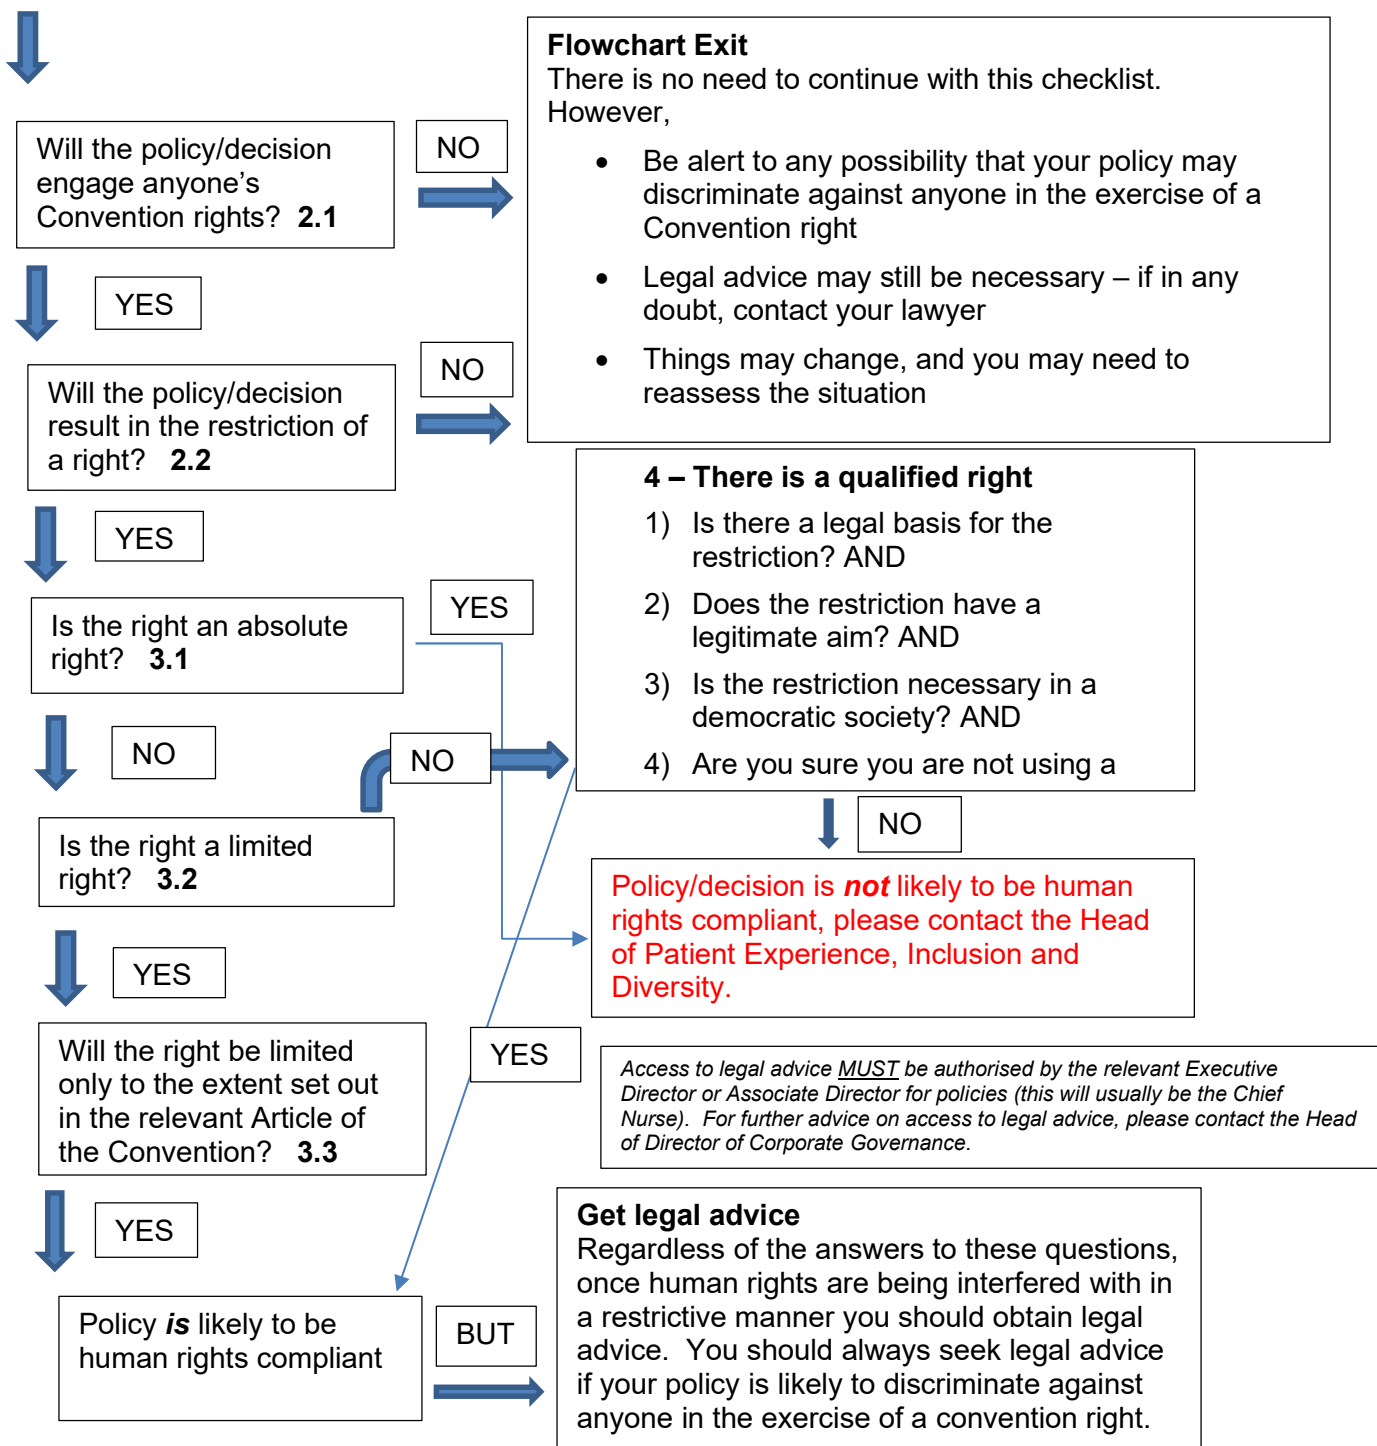 Flowchart Exit
There is no need to continue with this checklist.
However,
• Be alert to any possibility that your policy may
discriminate against anyone in the exercise of a
Convention right
• Legal advice may still be necessary – if in any
doubt, contact your lawyer
• Things may change, and you may need to
reassess the situation
Will the policy/decision
engage anyone’s
Convention rights? 2.1
NO
YES
Will the policy/decision
result in the restriction of
a right? 2.2
NO
YES
4 – There is a qualified right
1) Is there a legal basis for the
restriction? AND
2) Does the restriction have a
legitimate aim? AND
3) Is the restriction necessary in a
democratic society? AND
4) Are you sure you are not using a
Is the right an absolute
right? 3.1
YES
NO
NO
Is the right a limited
right? 3.2
NO
Policy/decision is not likely to be human
rights compliant, please contact the Head
of Patient Experience, Inclusion and
Diversity.
YES
Will the right be limited
only to the extent set out
in the relevant Article of
the Convention? 3.3
YES
Access to legal advice MUST be authorised by the relevant Executive
Director or Associate Director for policies (this will usually be the Chief
Nurse). For further advice on access to legal advice, please contact the Head
of Director of Corporate Governance.
YES
Policy is likely to be
human rights compliant
BUT
Get legal advice
Regardless of the answers to these questions,
once human rights are being interfered with in
a restrictive manner you should obtain legal
advice. You should always seek legal advice
if your policy is likely to discriminate against
anyone in the exercise of a convention right.